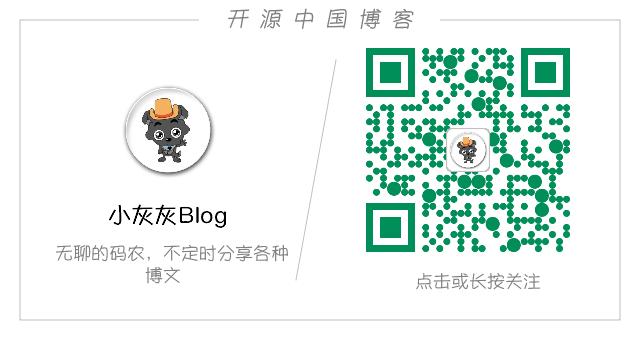 开源中国博客
小灰灰Blog
无聊的码农，不定时分享各种
博文
点击或长按关注